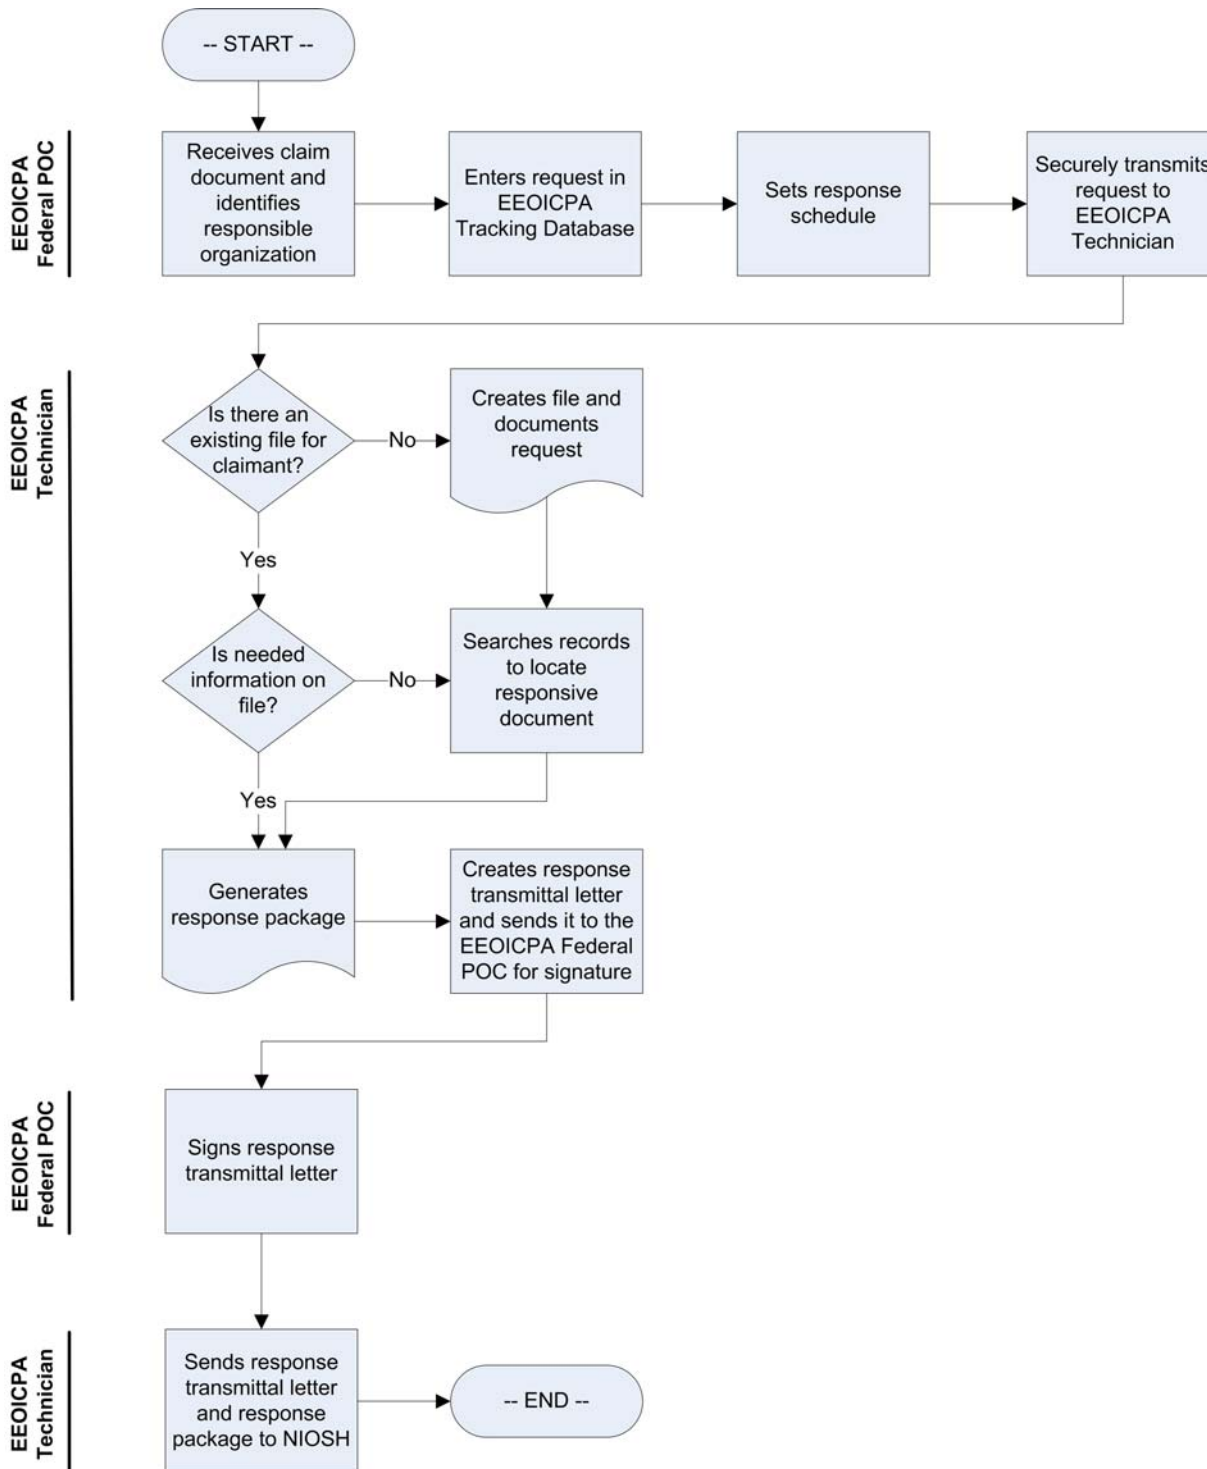 -- START --
EEOICPA
Federal POC
Receives claim
document and
identifies
responsible
organization
Enters request in
EEOICPA
Tracking Database
Sets response
schedule
Securely transmits
request to
EEOICPA
Technician
EEOICPA
Technician
Is there an
existing file for
claimant?
No
Creates file and
documents
request
Yes
Is needed
information on
file?
No
Searches records
to locate
responsive
document
Yes
Generates
response package
Creates response
transmittal letter
and sends it to the
EEOICPA Federal
POC for signature
EEOICPA
Federal POC
Signs response
transmittal letter
EEOICPA
Technician
Sends response
transmittal letter
and response
package to NIOSH
-- END --